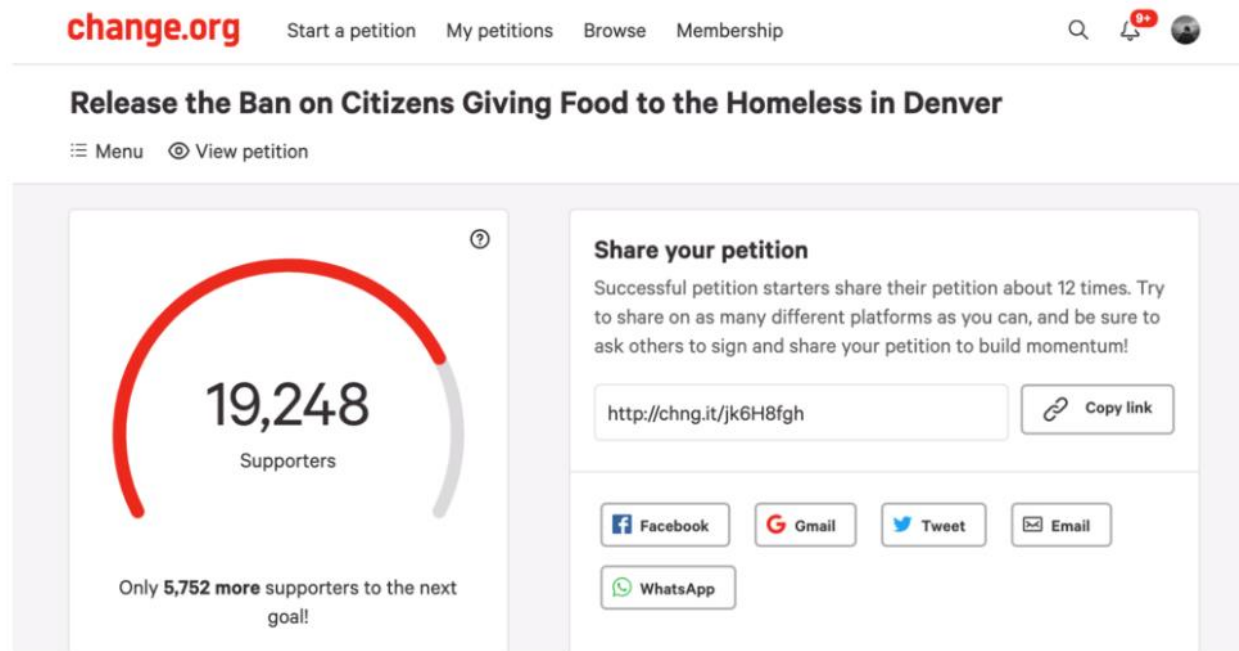 change.org Start a petition My petitions Browse Membership 9+
Release the Ban on Citizens Giving Food to the Homeless in Denver
Menu View petition
?
19,248
Supporters
Only 5,752 more supporters to the next
goal!
Share your petition
Successful petition starters share their petition about 12 times. Try
to share on as many different platforms as you can, and be sure to
ask others to sign and share your petition to build momentum!
http://chng.it/jk6H8fgh Copy link
Facebook Gmail Tweet Email
WhatsApp